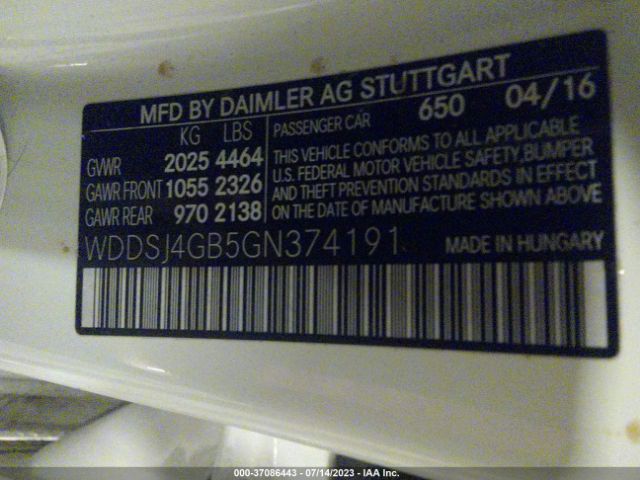 MFD BY DAIMLER AG STUTTGART
KG LBS
GVWR 2025 4464
GAWR FRONT 1055 2326
GAWR REAR 970 2138
PASSENGER CAR 650 04/16
THIS VEHICLE CONFORMS TO ALL APPLICABLE
U.S. FEDERAL MOTOR VEHICLE SAFETY,BUMPER
AND THEFT PREVENTION STANDARDS IN EFFECT
ON THE DATE OF MANUFACTURE SHOWN ABOVE
WDDSJ4GB5GN374191 MADE IN HUNGARY
000-37086443 - 07/14/2023 - IAA Inc.